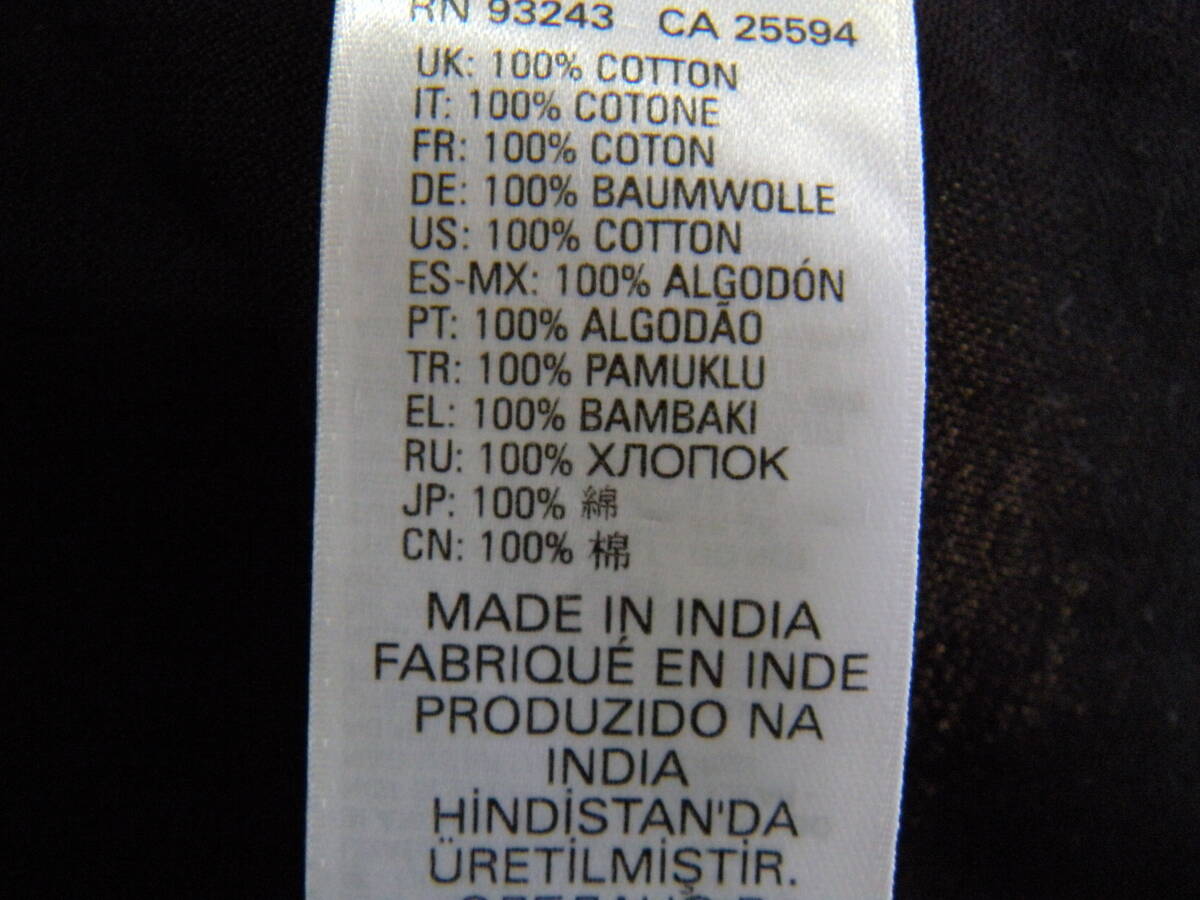 RN 93243 CA 25594
UK: 100% COTTON
IT: 100% COTONE
FR: 100% COTON
DE: 100% BAUMWOLLE
US: 100% COTTON
ES-MX: 100% ALGODÓN
PT: 100% ALGODÃO
TR: 100% PAMUKLU
EL: 100% BAMBAKI
RU: 100% ХЛОПОК
JP: 100% 綿
CN: 100% 棉
MADE IN INDIA
FABRIQUÉ EN INDE
PRODUZIDO NA
INDIA
HİNDİSTAN'DA
ÜRETİLMİŞTİR.